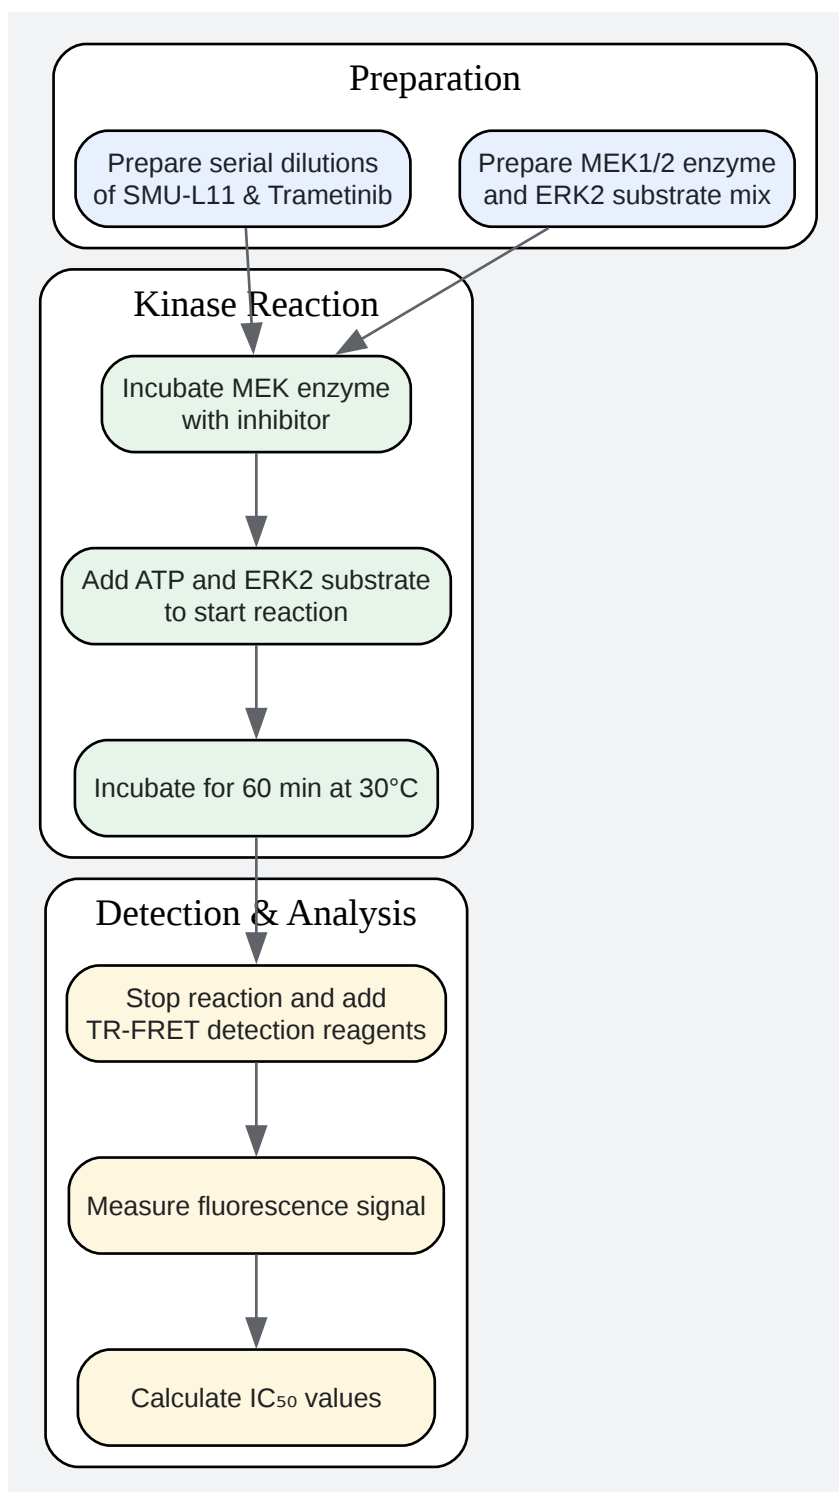 Preparation
Prepare serial dilutions
of SMU-L11 & Trametinib
Prepare MEK1/2 enzyme
and ERK2 substrate mix
Kinase Reaction
Incubate MEK enzyme
with inhibitor
Add ATP and ERK2 substrate
to start reaction
Incubate for 60 min at 30°C
Detection & Analysis
Stop reaction and add
TR-FRET detection reagents
Measure fluorescence signal
Calculate IC₅₀ values